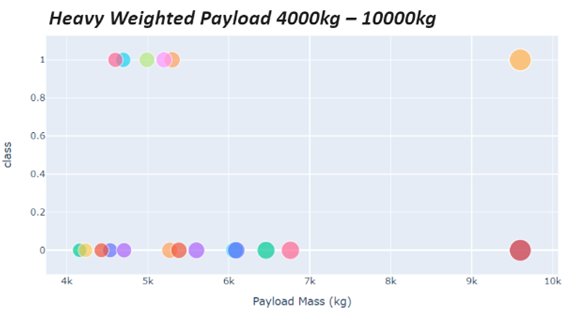 Heavy Weighted Payload 4000kg – 10000kg
1
0.8
0.6
0.4
0.2
0
class
4k 5k 6k 7k 8k 9k 10k
Payload Mass (kg)